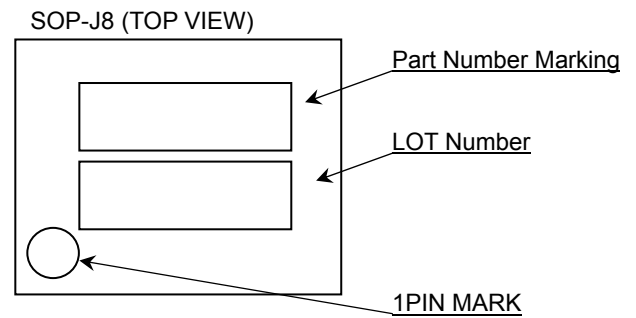 SOP-J8 (TOP VIEW)
Part Number Marking
LOT Number
1PIN MARK